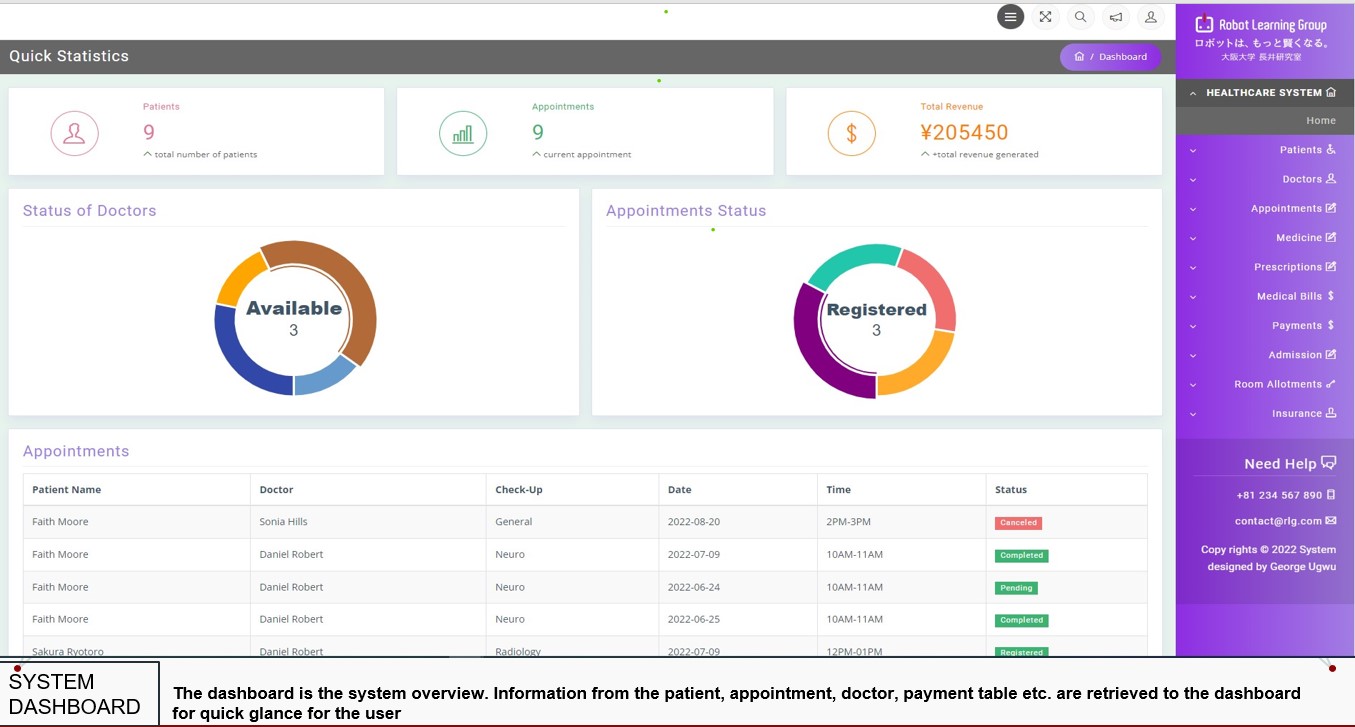 Quick Statistics
/ Dashboard
Patients
9
total number of patients
Appointments
9
current appointment
Total Revenue
¥205450
*total revenue generated
Status of Doctors
Available
3
Appointments Status
Registered
3
Appointments
Patient Name Doctor Check-Up Date Time Status
Faith Moore Sonia Hills General 2022-08-20 2PM-3PM Canceled
Faith Moore Daniel Robert Neuro 2022-07-09 10AM-11AM Completed
Faith Moore Daniel Robert Neuro 2022-06-24 10AM-11AM Pending
Faith Moore Daniel Robert Neuro 2022-06-25 10AM-11AM Completed
Sakura Ryotoro Daniel Robert Radiology 2022-07-09 12PM-01PM Registered
Robot Learning Group
ロボットは、もっと賢くなる。
大阪大学 長井研究室
HEALTHCARE SYSTEM
Home
Patients
Doctors
Appointments
Medicine
Prescriptions
Medical Bills $
Payments $
Admission
Room Allotments
Insurance
Need Help
+81 234 567 890
contact@rlg.com
Copy rights © 2022 System
designed by George Ugwu
SYSTEM
DASHBOARD
The dashboard is the system overview. Information from the patient, appointment, doctor, payment table etc. are retrieved to the dashboard
for quick glance for the user